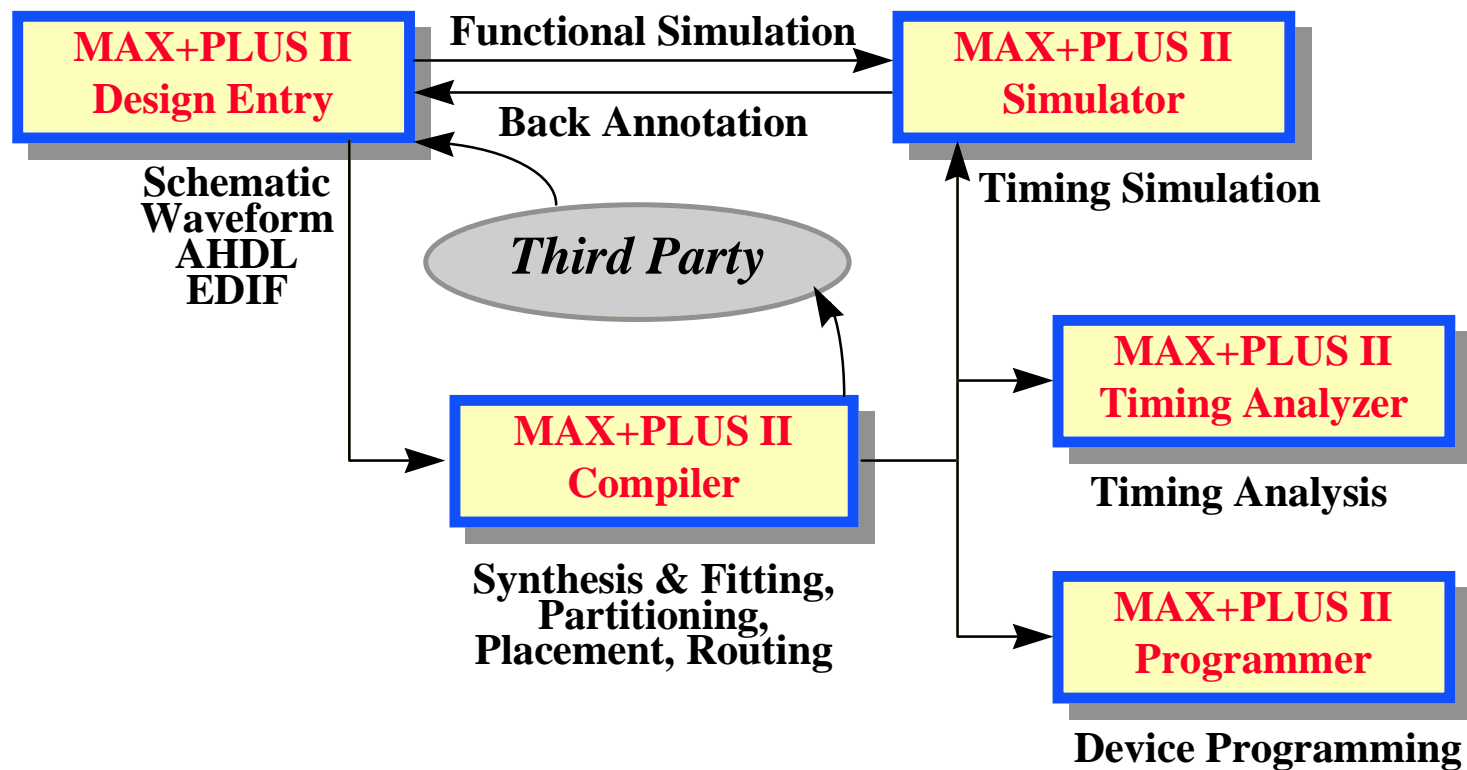 MAX+PLUS II
Design Entry
Functional Simulation
Back Annotation
MAX+PLUS II
Simulator
Schematic
Waveform
AHDL
EDIF
Third Party
Timing Simulation
MAX+PLUS II
Compiler
Synthesis & Fitting,
Partitioning,
Placement, Routing
MAX+PLUS II
Timing Analyzer
Timing Analysis
MAX+PLUS II
Programmer
Device Programming